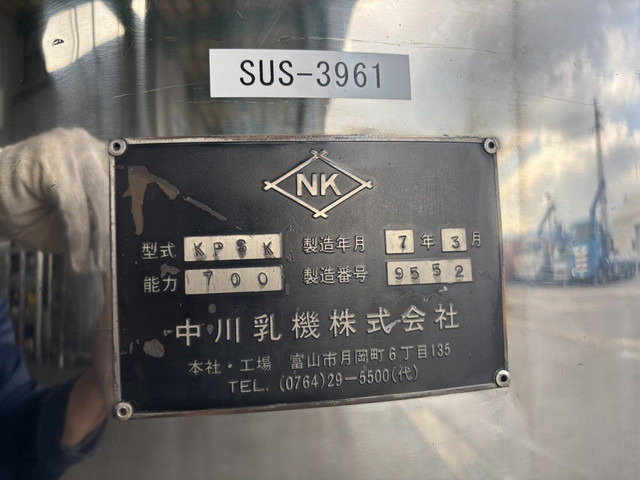 SUS-3961
NK
型式 KPSK 製造年月 7年3月
能力 700 製造番号 9552
中川乳機株式会社
本社・工場 富山市月岡町6丁目135
TEL. (0764)29-5500(代)